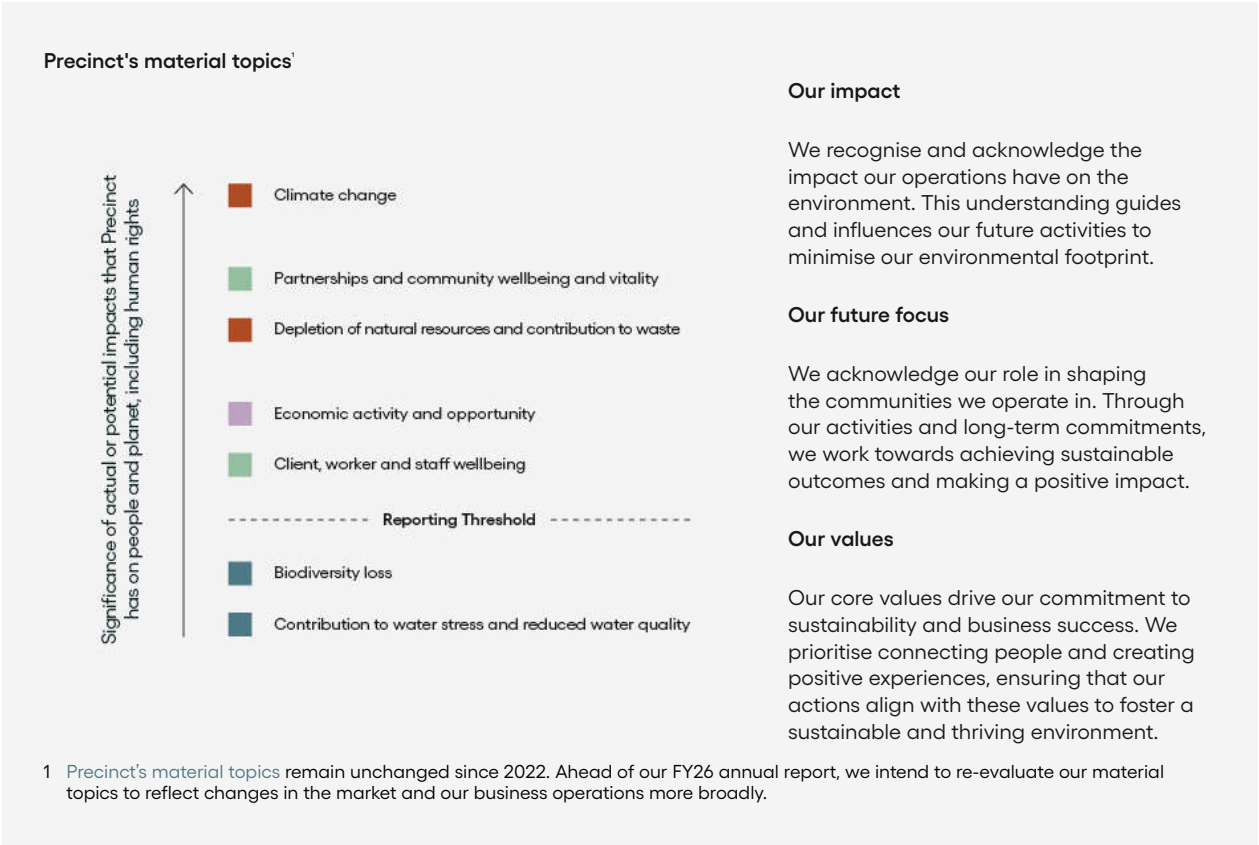 Precinct's material topics¹
Significance of actual or potential impacts that Precinct
has on people and planet, including human rights
Climate change
Partnerships and community wellbeing and vitality
Depletion of natural resources and contribution to waste
Economic activity and opportunity
Client, worker and staff wellbeing
Reporting Threshold
Biodiversity loss
Contribution to water stress and reduced water quality
Our impact
We recognise and acknowledge the
impact our operations have on the
environment. This understanding guides
and influences our future activities to
minimise our environmental footprint.
Our future focus
We acknowledge our role in shaping
the communities we operate in. Through
our activities and long-term commitments,
we work towards achieving sustainable
outcomes and making a positive impact.
Our values
Our core values drive our commitment to
sustainability and business success. We
prioritise connecting people and creating
positive experiences, ensuring that our
actions align with these values to foster a
sustainable and thriving environment.
1 Precinct's material topics remain unchanged since 2022. Ahead of our FY26 annual report, we intend to re-evaluate our material
topics to reflect changes in the market and our business operations more broadly.